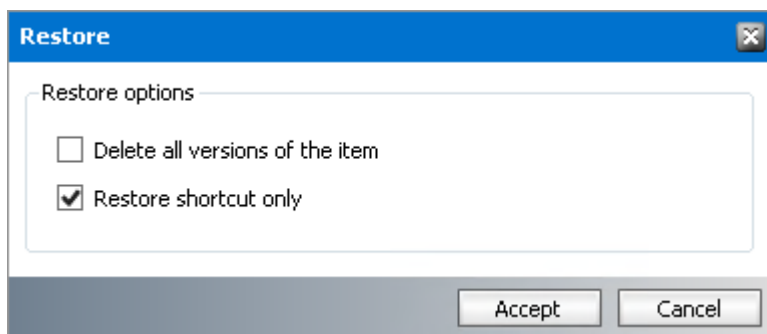 Restore
Restore options
Delete all versions of the item
Restore shortcut only
Accept
Cancel